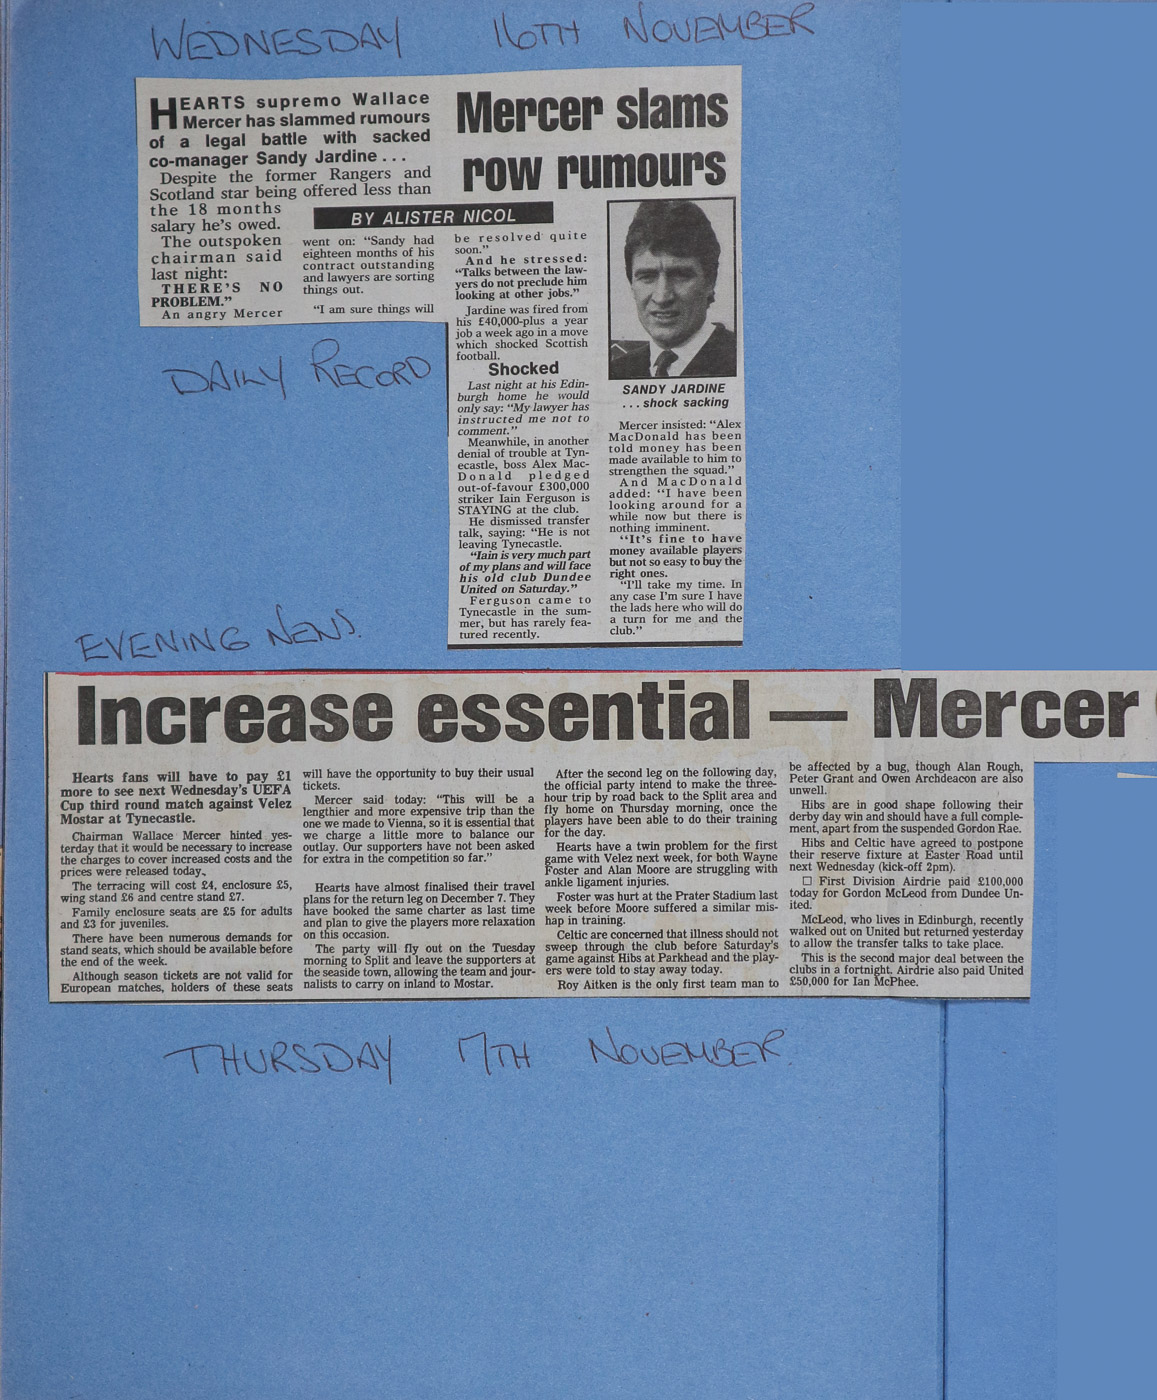 WEDNESDAY 16TH NOVEMBER
HEARTS supremo Wallace
Mercer has slammed rumours
of a legal battle with sacked
co-manager Sandy Jardine . . .
Despite the former Rangers and
Scotland star being offered less than
the 18 months
salary he's owed.
The outspoken
chairman said
last night:
THERE'S NO
PROBLEM."
An angry Mercer
Mercer slams
row rumours
BY ALISTER NICOL
went on: "Sandy had
eighteen months of his
contract outstanding
and lawyers are sorting
things out.
"I am sure things will
be resolved quite
soon."
And he stressed:
"Talks between the law-
yers do not preclude him
looking at other jobs."
Jardine was fired from
his £40,000-plus a year
job a week ago in a move
which shocked Scottish
football.
Shocked
Last night at his Edin-
burgh home he would
only say: "My lawyer has
instructed me not to
comment."
Meanwhile, in another
denial of trouble at Tyn-
ecastle, boss Alex Mac-
Donald pledged
out-of-favour £300,000
striker Iain Ferguson is
STAYING at the club.
He dismissed transfer
talk, saying: "He is not
leaving Tynecastle.
"Iain is very much part
of my plans and will face
his old club Dundee
United on Saturday."
Ferguson came to
Tynecastle in the sum-
mer, but has rarely fea-
tured recently.
SANDY JARDINE
. . . shock sacking
Mercer insisted: "Alex
MacDonald has been
told money has been
made available to him to
strengthen the squad."
And MacDonald
added: "I have been
looking around for a
while now but there is
nothing imminent.
"It's fine to have
money available players
but not so easy to buy the
right ones.
"I'll take my time. In
any case I'm sure I have
the lads here who will do
a turn for me and the
club."
DAILY RECORD
EVENING NEWS.
Increase essential — Mercer
Hearts fans will have to pay £1
more to see next Wednesday's UEFA
Cup third round match against Velez
Mostar at Tynecastle.
Chairman Wallace Mercer hinted yes-
terday that it would be necessary to increase
the charges to cover increased costs and the
prices were released today.
The terracing will cost £4, enclosure £5,
wing stand £6 and centre stand £7.
Family enclosure seats are £5 for adults
and £3 for juveniles.
There have been numerous demands for
stand seats, which should be available before
the end of the week.
Although season tickets are not valid for
European matches, holders of these seats
will have the opportunity to buy their usual
tickets.
Mercer said today: "This will be a
lengthier and more expensive trip than the
one we made to Vienna, so it is essential that
we charge a little more to balance our
outlay. Our supporters have not been asked
for extra in the competition so far."
Hearts have almost finalised their travel
plans for the return leg on December 7. They
have booked the same charter as last time
and plan to give the players more relaxation
on this occasion.
The party will fly out on the Tuesday
morning to Split and leave the supporters at
the seaside town, allowing the team and jour-
nalists to carry on inland to Mostar.
After the second leg on the following day,
the official party intend to make the three-
hour trip by road back to the Split area and
fly home on Thursday morning, once the
players have been able to do their training
for the day.
Hearts have a twin problem for the first
game with Velez next week, for both Wayne
Foster and Alan Moore are struggling with
ankle ligament injuries.
Foster was hurt at the Prater Stadium last
week before Moore suffered a similar mis-
hap in training.
Celtic are concerned that illness should not
sweep through the club before Saturday's
game against Hibs at Parkhead and the play-
ers were told to stay away today.
Roy Aitken is the only first team man to
be affected by a bug, though Alan Rough,
Peter Grant and Owen Archdeacon are also
unwell.
Hibs are in good shape following their
derby day win and should have a full comple-
ment, apart from the suspended Gordon Rae.
Hibs and Celtic have agreed to postpone
their reserve fixture at Easter Road until
next Wednesday (kick-off 2pm).
□ First Division Airdrie paid £100,000
today for Gordon McLeod from Dundee Un-
ited.
McLeod, who lives in Edinburgh, recently
walked out on United but returned yesterday
to allow the transfer talks to take place.
This is the second major deal between the
clubs in a fortnight. Airdrie also paid United
£50,000 for Ian McPhee.
THURSDAY 17TH NOVEMBER.